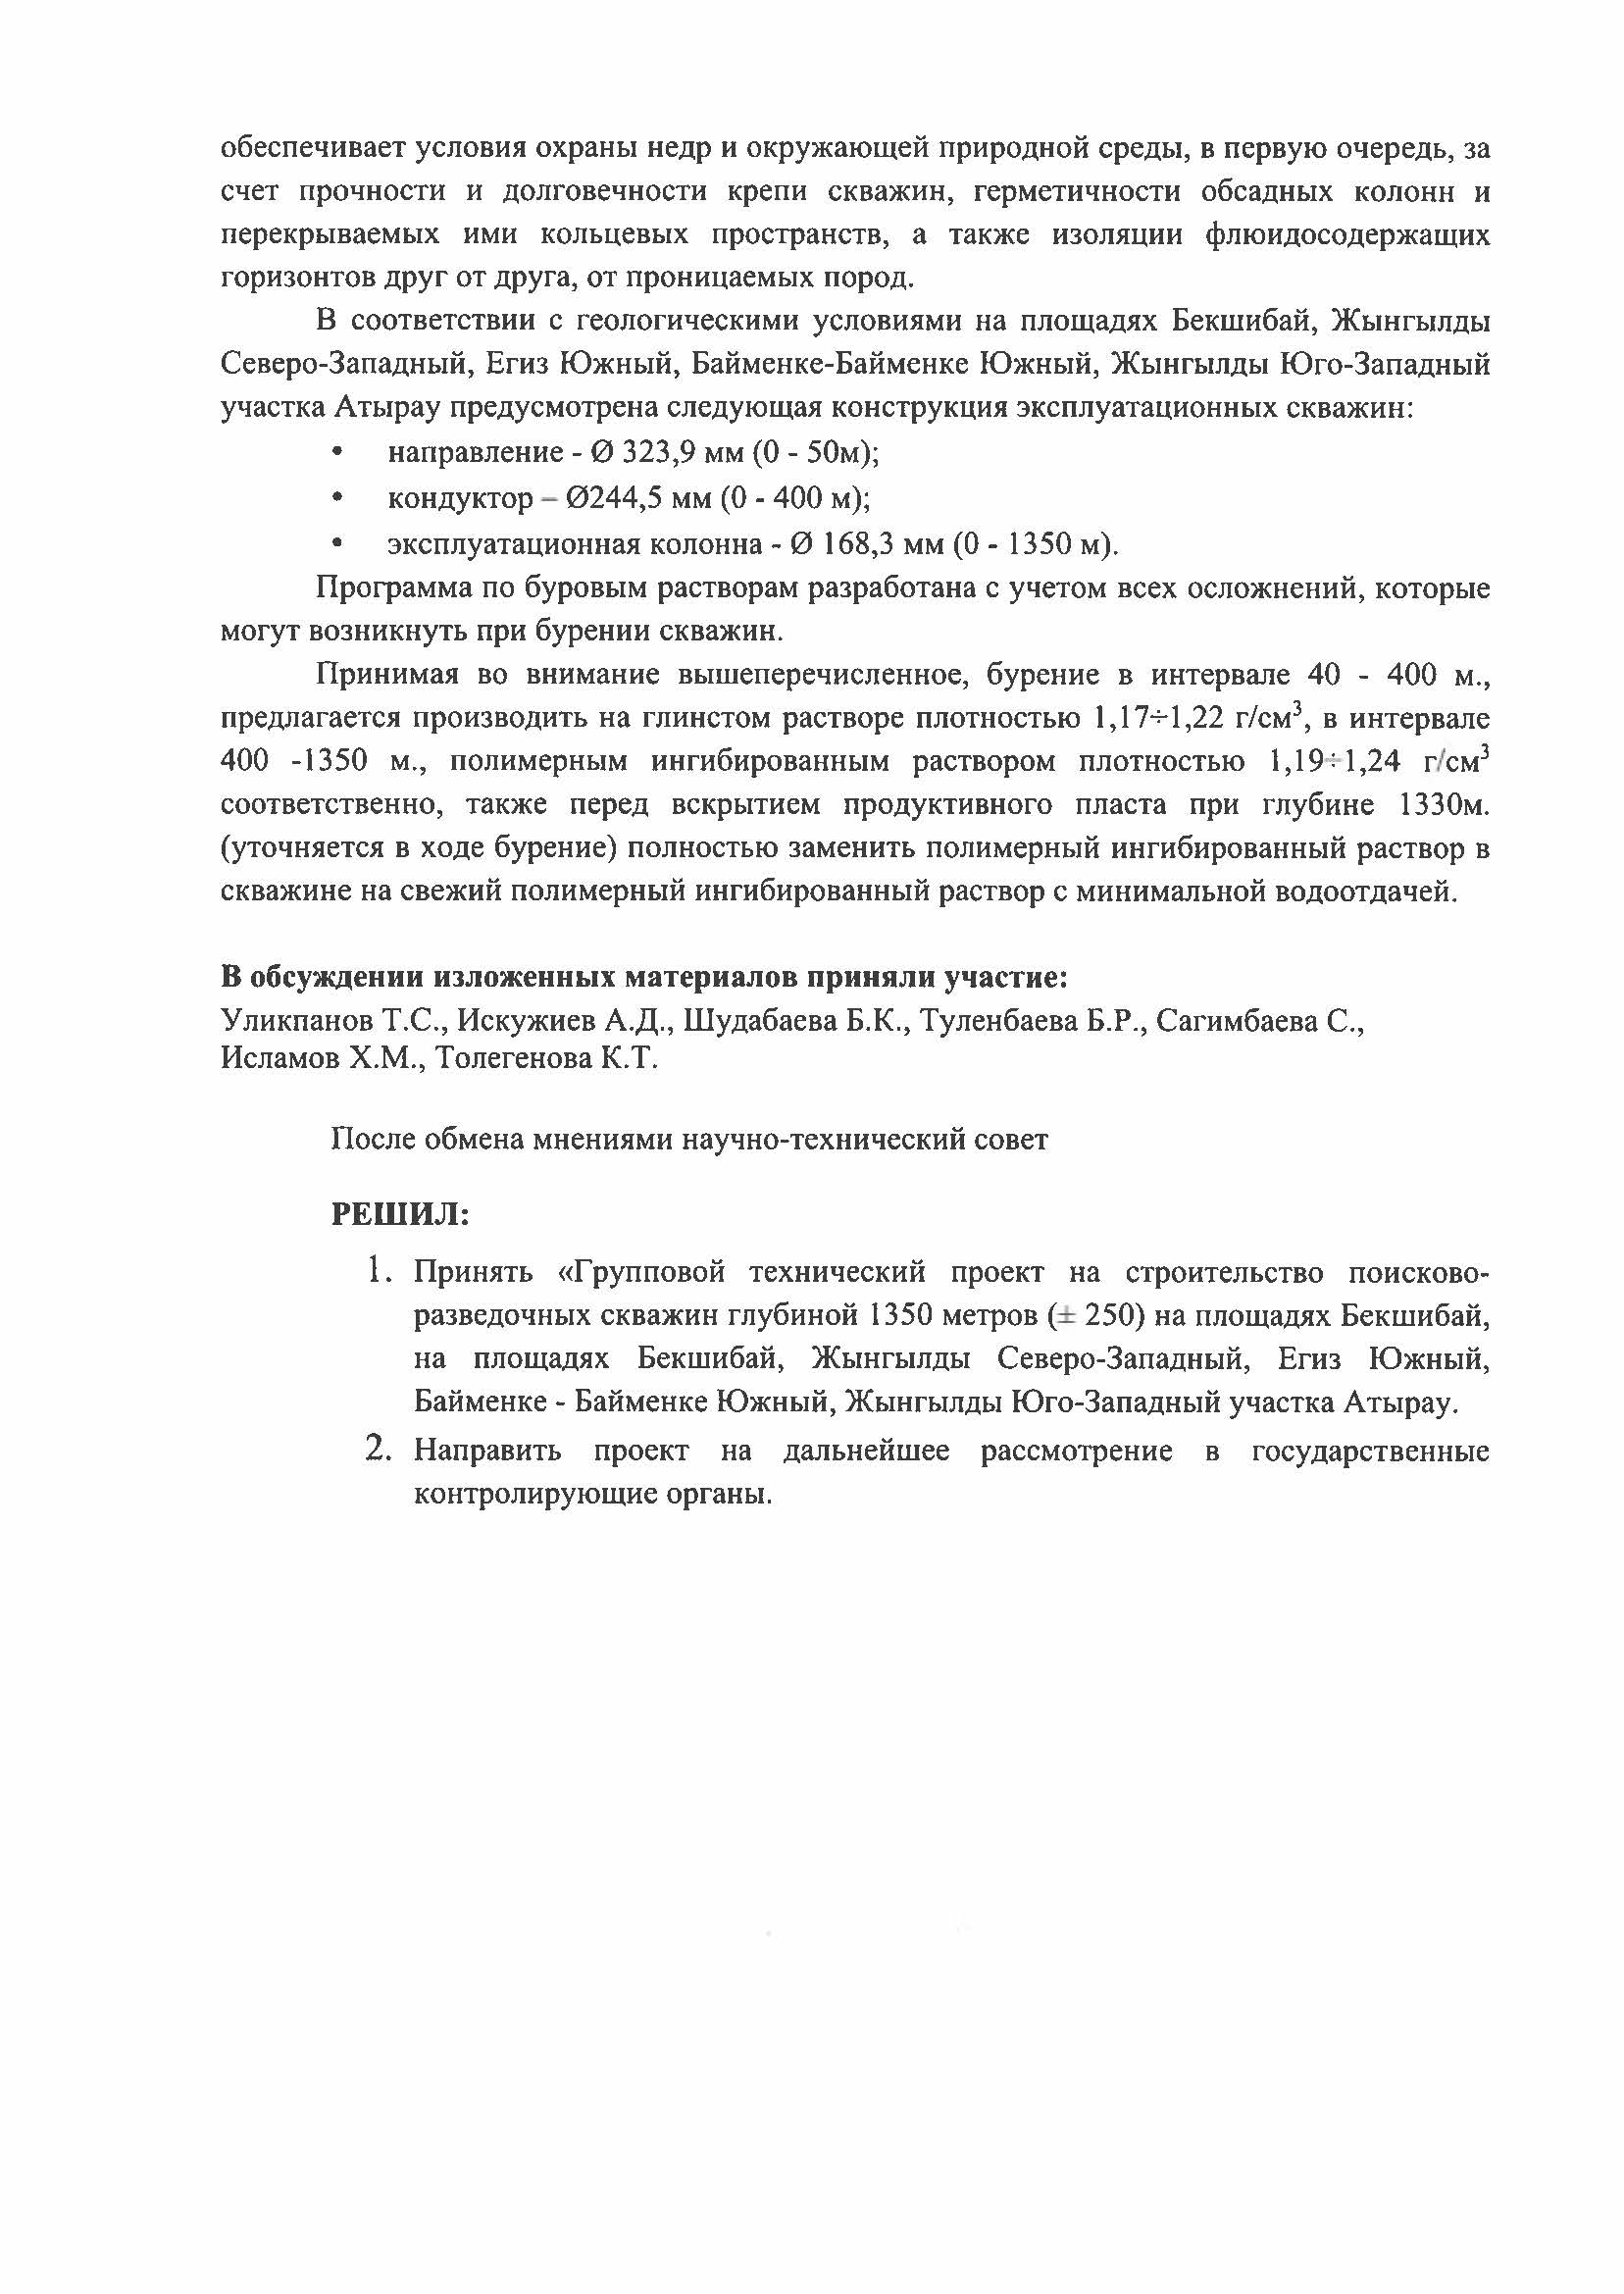 обеспечивает условия охраны недр и окружающей природной среды, в первую очередь, за
счет прочности и долговечности крепи скважин, герметичности обсадных колонн и
перекрываемых ими кольцевых пространств, а также изоляции флюидосодержащих
горизонтов друг от друга, от проницаемых пород.
В соответствии с геологическими условиями на площадях Бекшибай, Жынгылды
Северо-Западный, Егиз Южный, Байменке-Байменке Южный, Жынгылды Юго-Западный
участка Атырау предусмотрена следующая конструкция эксплуатационных скважин:
• направление - Ø 323,9 мм (0 - 50м);
• кондуктор – Ø244,5 мм (0 - 400 м);
• эксплуатационная колонна - Ø 168,3 мм (0 - 1350 м).
Программа по буровым растворам разработана с учетом всех осложнений, которые
могут возникнуть при бурении скважин.
Принимая во внимание вышеперечисленное, бурение в интервале 40 - 400 м.,
предлагается производить на глинстом растворе плотностью 1,17÷1,22 г/см³, в интервале
400 -1350 м., полимерным ингибированным раствором плотностью 1,19÷1,24 г/см³
соответственно, также перед вскрытием продуктивного пласта при глубине 1330м.
(уточняется в ходе бурение) полностью заменить полимерный ингибированный раствор в
скважине на свежий полимерный ингибированный раствор с минимальной водоотдачей.
В обсуждении изложенных материалов приняли участие:
Уликпанов Т.С., Искужиев А.Д., Шудабаева Б.К., Туленбаева Б.Р., Сагимбаева С.,
Исламов Х.М., Толегенова К.Т.
После обмена мнениями научно-технический совет
РЕШИЛ:
1. Принять «Групповой технический проект на строительство поисково-
разведочных скважин глубиной 1350 метров (± 250) на площадях Бекшибай,
на площадях Бекшибай, Жынгылды Северо-Западный, Егиз Южный,
Байменке - Байменке Южный, Жынгылды Юго-Западный участка Атырау.
2. Направить проект на дальнейшее рассмотрение в государственные
контролирующие органы.